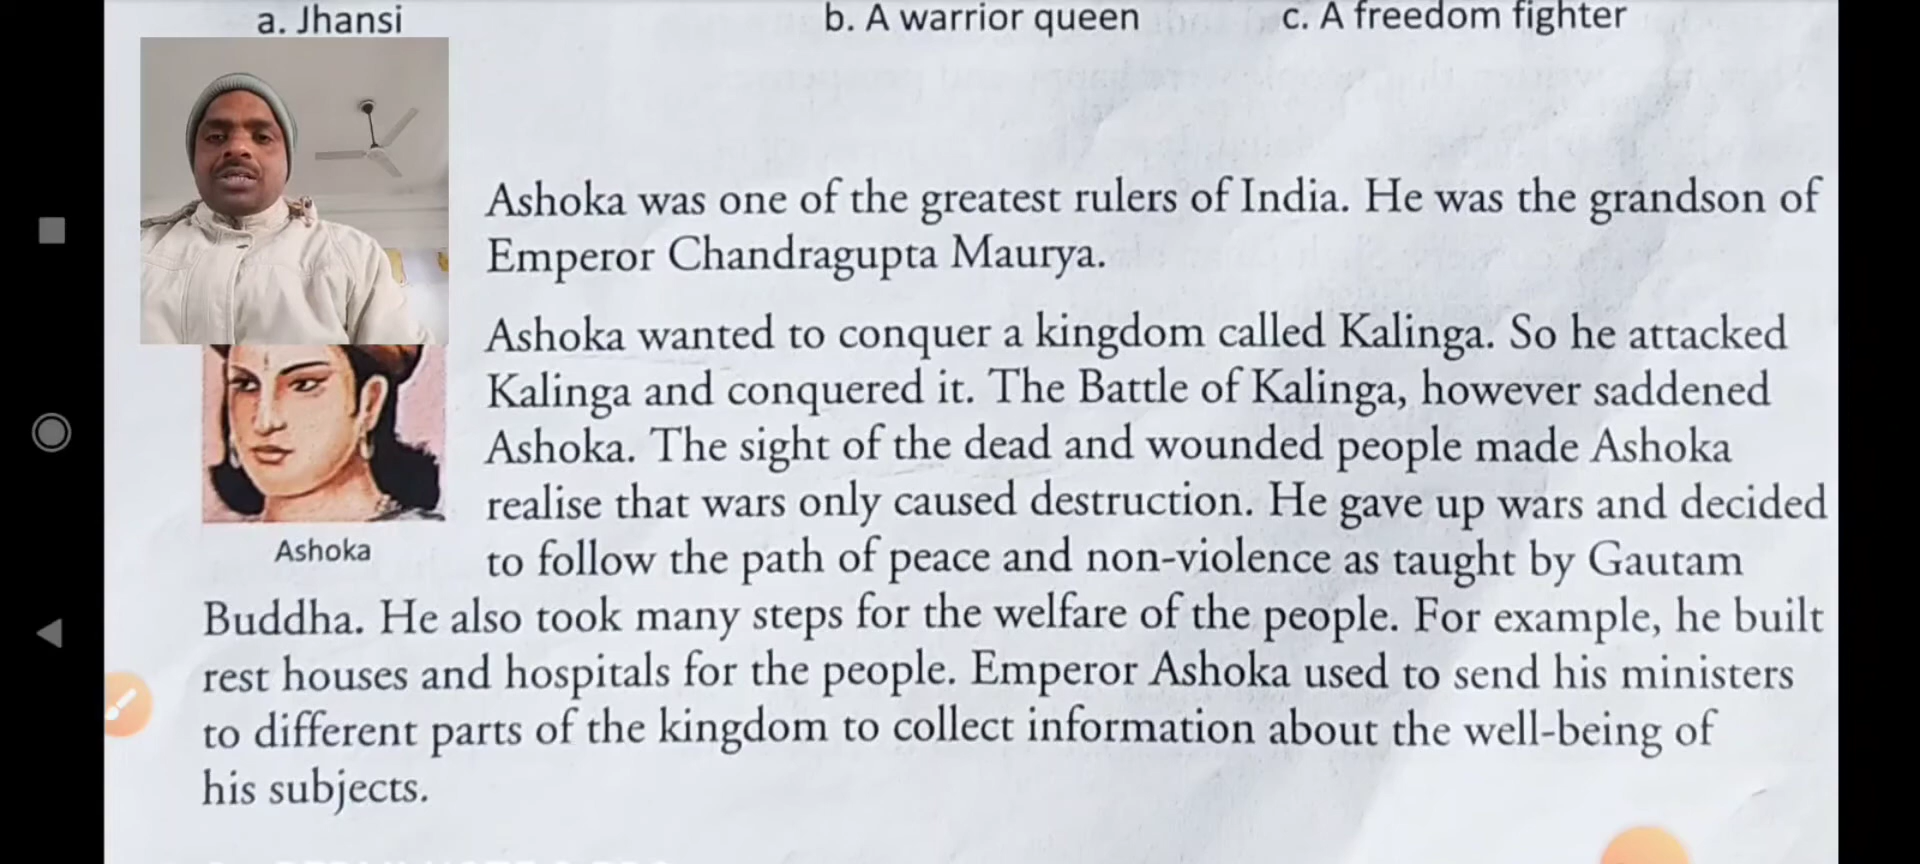 a. Jhansi b. A warrior queen c. A freedom fighter
Ashoka was one of the greatest rulers of India. He was the grandson of
Emperor Chandragupta Maurya.
Ashoka wanted to conquer a kingdom called Kalinga. So he attacked
Kalinga and conquered it. The Battle of Kalinga, however saddened
Ashoka. The sight of the dead and wounded people made Ashoka
realise that wars only caused destruction. He gave up wars and decided
to follow the path of peace and non-violence as taught by Gautam
Ashoka
Buddha. He also took many steps for the welfare of the people. For example, he built
rest houses and hospitals for the people. Emperor Ashoka used to send his ministers
to different parts of the kingdom to collect information about the well-being of
his subjects.